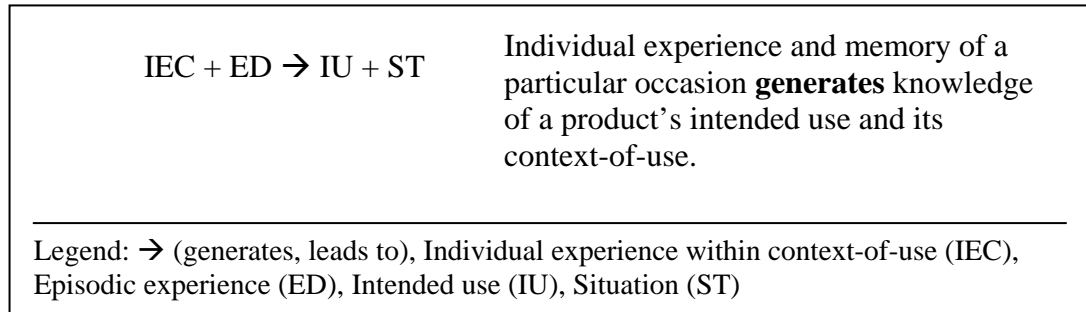 IEC + ED → IU + ST
Individual experience and memory of a
particular occasion generates knowledge
of a product’s intended use and its
context-of-use.
Legend: → (generates, leads to), Individual experience within context-of-use (IEC),
Episodic experience (ED), Intended use (IU), Situation (ST)